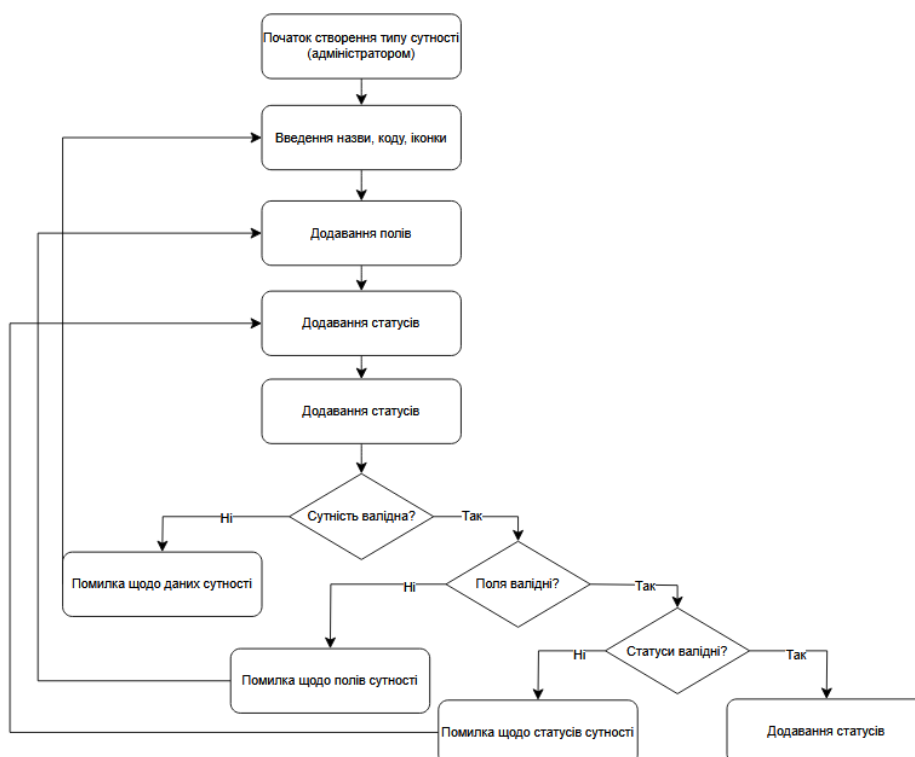 Початок створення типу сутності
(адміністратором)
Введення назви, коду, іконки
Додавання полів
Додавання статусів
Додавання статусів
Сутність валідна?
Ні
Так
Помилка щодо даних сутності
Поля валідні?
Ні
Так
Помилка щодо полів сутності
Статуси валідні?
Ні
Так
Помилка щодо статусів сутності
Додавання статусів